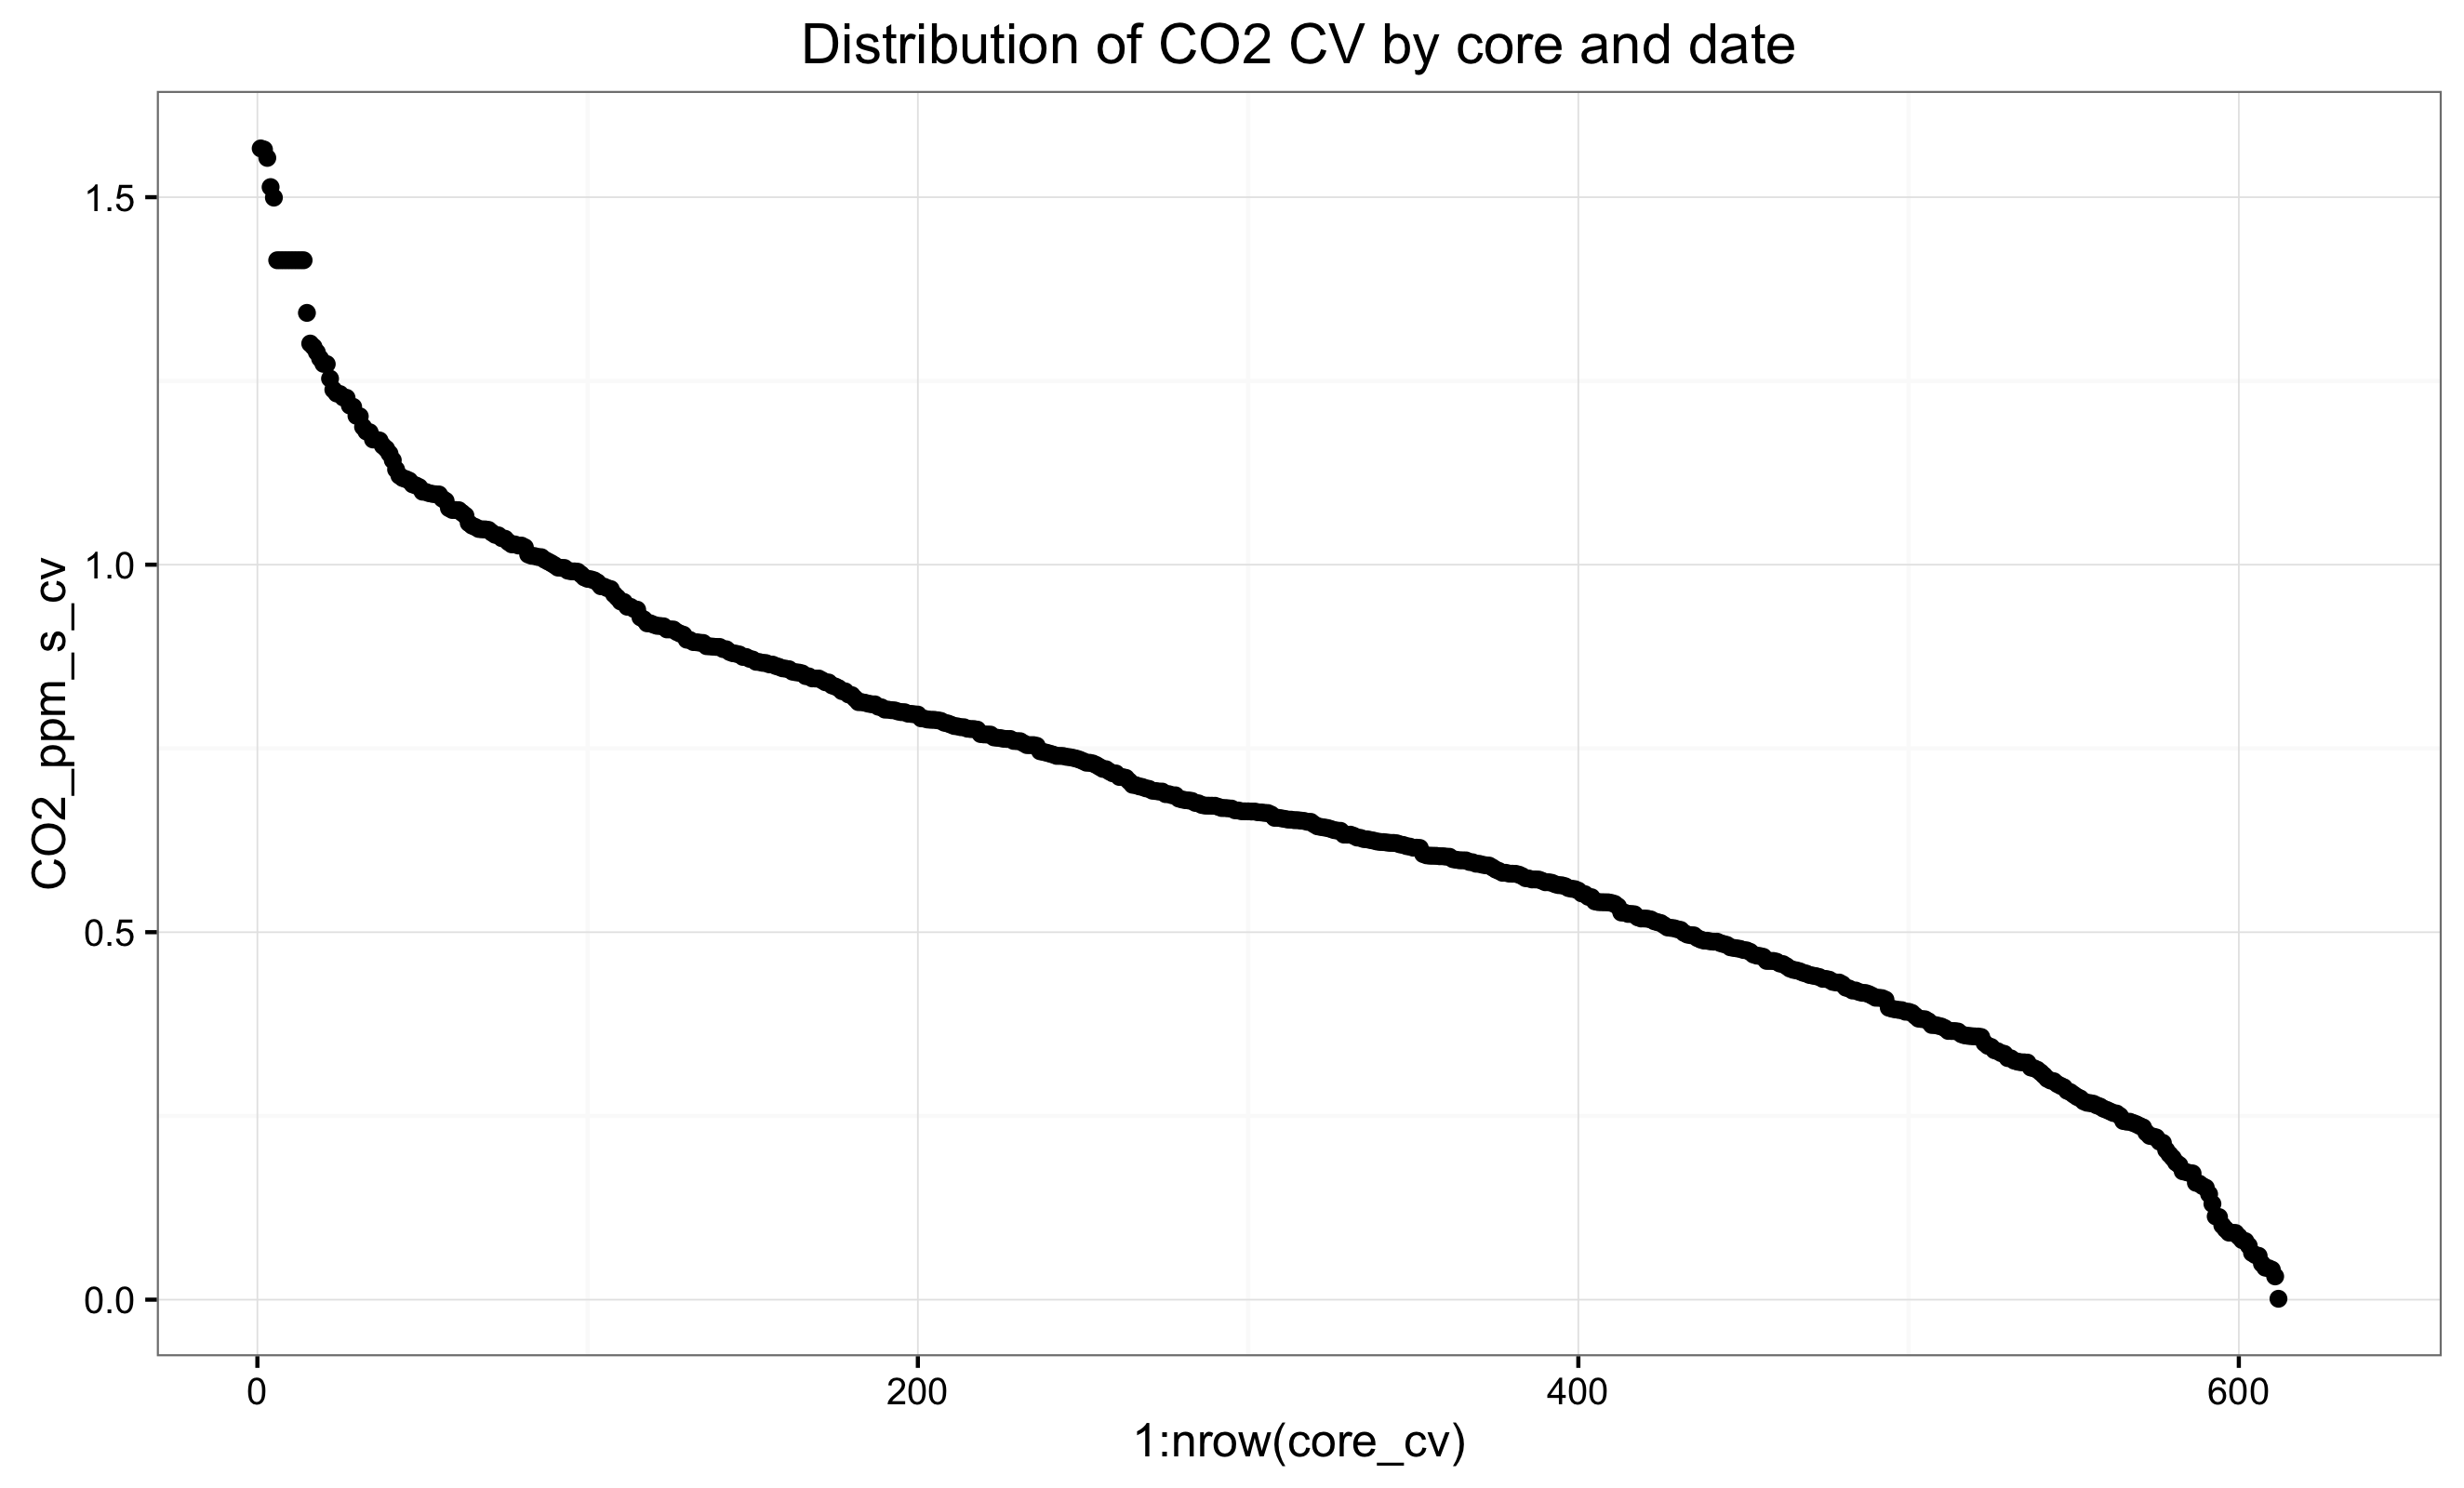 Distribution of CO2 CV by core and date
CO2_ppm_s_cv
1.5
1.0
0.5
0.0
0
200
400
600
1:nrow(core_cv)